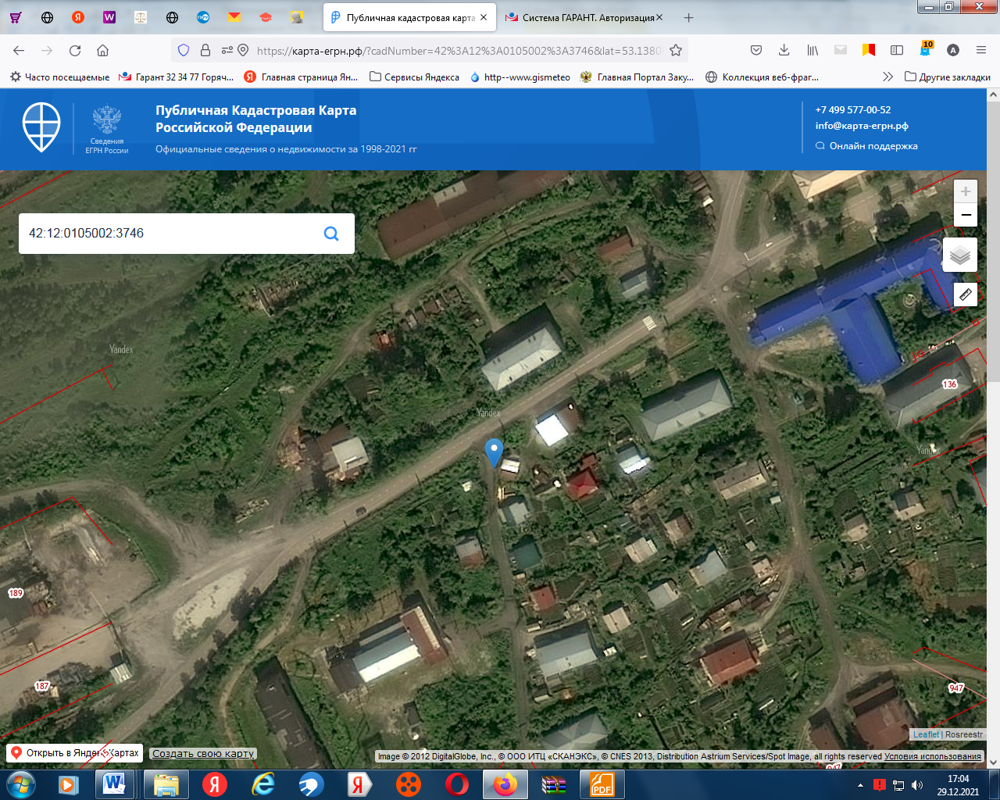 Публичная кадастровая карта
Система ГАРАНТ. Авторизация
https://карта-егрн.рф/?cadNumber=42%3A12%3A0105002%3A3746&lat=53.1380
10
Часто посещаемые
Гарант 32 34 77 Горяч...
Главная страница Ян...
Сервисы Яндекса
http--www.gismeteo
Главная Портал Заку...
Коллекция веб-фраг...
Другие закладки
Сведения
ЕГРН России
Публичная Кадастровая Карта
Российской Федерации
Официальные сведения о недвижимости за 1998-2021 гг
+7 499 577-00-52
info@карта-егрн.рф
Онлайн поддержка
42:12:0105002:3746
Yandex
Yandex
Yandex
136
189
187
947
Leaflet | Rosreestr
Открыть в Яндекс.Картах
Создать свою карту
Image © 2012 DigitalGlobe, Inc., © ООО ИТЦ «СКАНЭКС», © CNES 2013, Distribution Astrium Services/Spot Image, all rights reserved Условия использования
PDF
17:04
29.12.2021